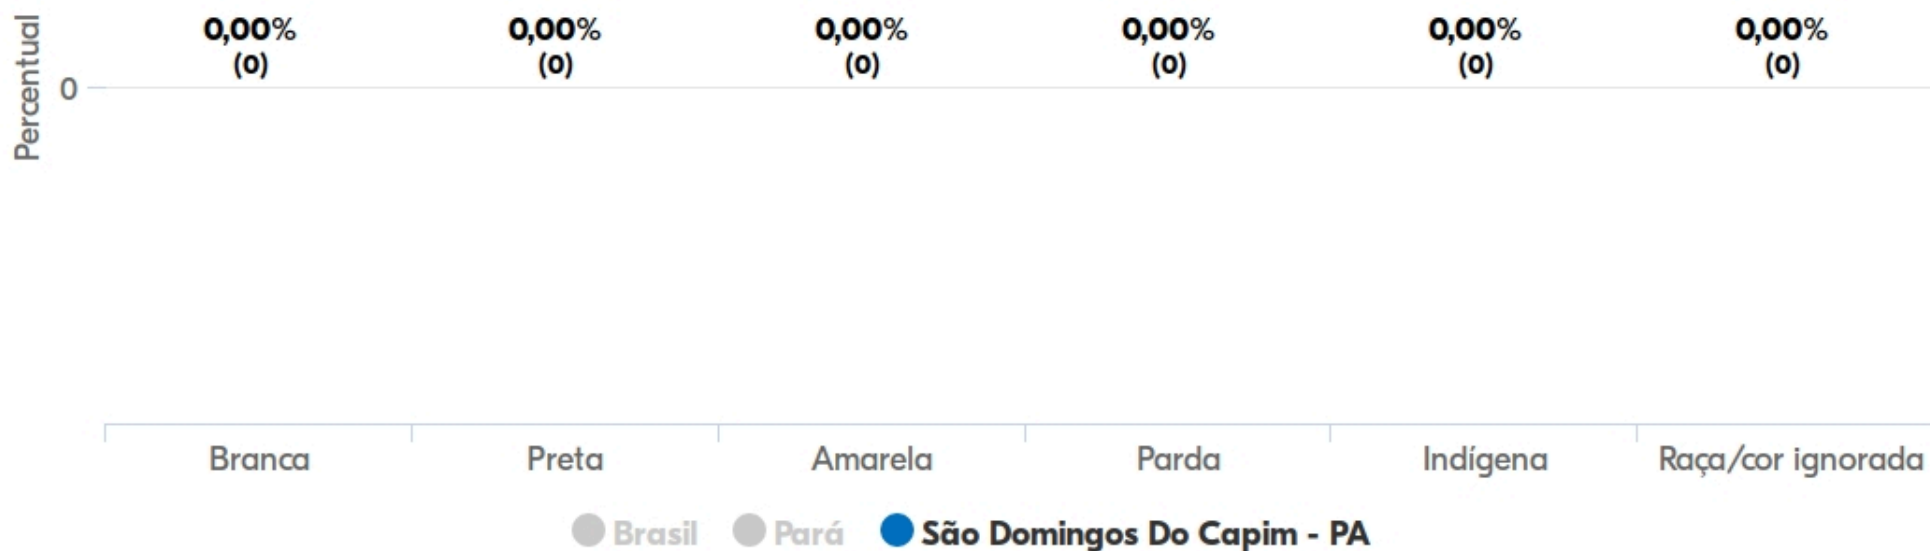 Percentual
0,00% 0,00% 0,00% 0,00% 0,00% 0,00%
(0) (0) (0) (0) (0) (0)
0
Branca Preta Amarela Parda Indígena Raça/cor ignorada
Brasil Pará São Domingos Do Capim - PA